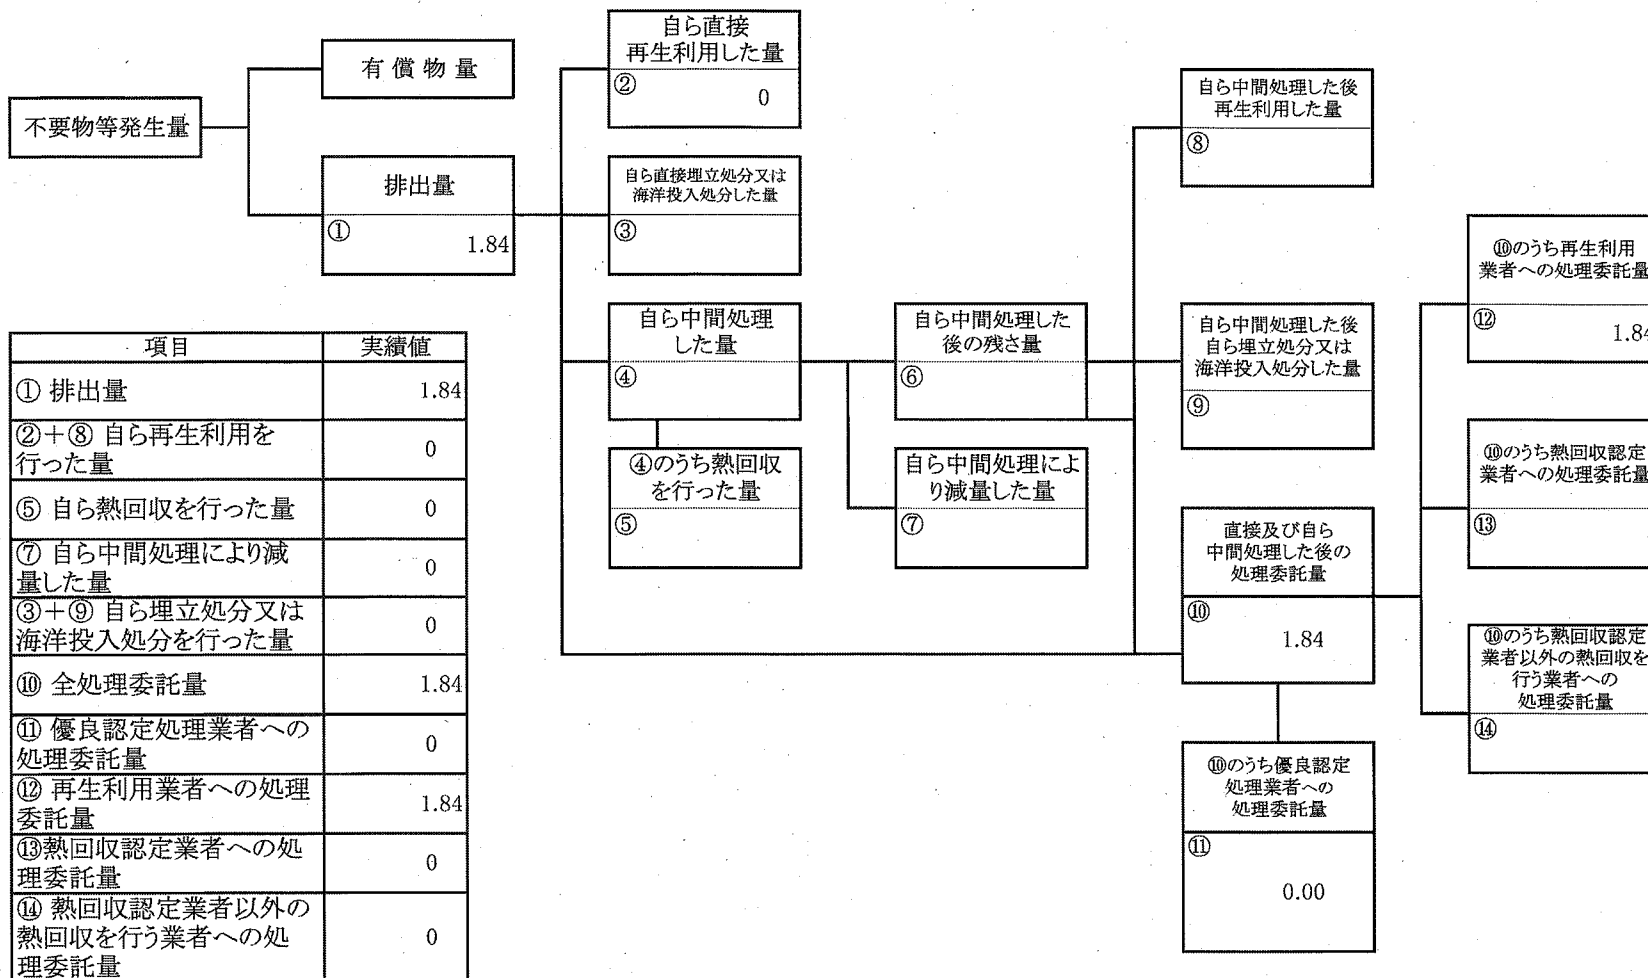 不要物等発生量
有償物量
排出量
①
1.84
自ら直接
再生利用した量
②
0
自ら直接埋立処分又は
海洋投入処分した量
③
自ら中間処理
した量
④
④のうち熱回収
を行った量
⑤
自ら中間処理した
後の残さ量
⑥
自ら中間処理によ
り減量した量
⑦
自ら中間処理した後
再生利用した量
⑧
自ら中間処理した後
自ら埋立処分又は
海洋投入処分した量
⑨
直接及び自ら
中間処理した後の
処理委託量
⑩
1.84
⑩のうち優良認定
処理業者への
処理委託量
⑪
0.00
⑩のうち再生利用
業者への処理委託量
⑫
1.84
⑩のうち熱回収認定
業者への処理委託量
⑬
⑩のうち熱回収認定
業者以外の熱回収を
行う業者への
処理委託量
⑭
項目 実績値
① 排出量 1.84
②+⑧ 自ら再生利用を
行った量 0
⑤ 自ら熱回収を行った量 0
⑦ 自ら中間処理により減
量した量 0
③+⑨ 自ら埋立処分又は
海洋投入処分を行った量 0
⑩ 全処理委託量 1.84
⑪ 優良認定処理業者への
処理委託量 0
⑫ 再生利用業者への処理
委託量 1.84
⑬熱回収認定業者への処
理委託量 0
⑭ 熱回収認定業者以外の
熱回収を行う業者への処
理委託量 0